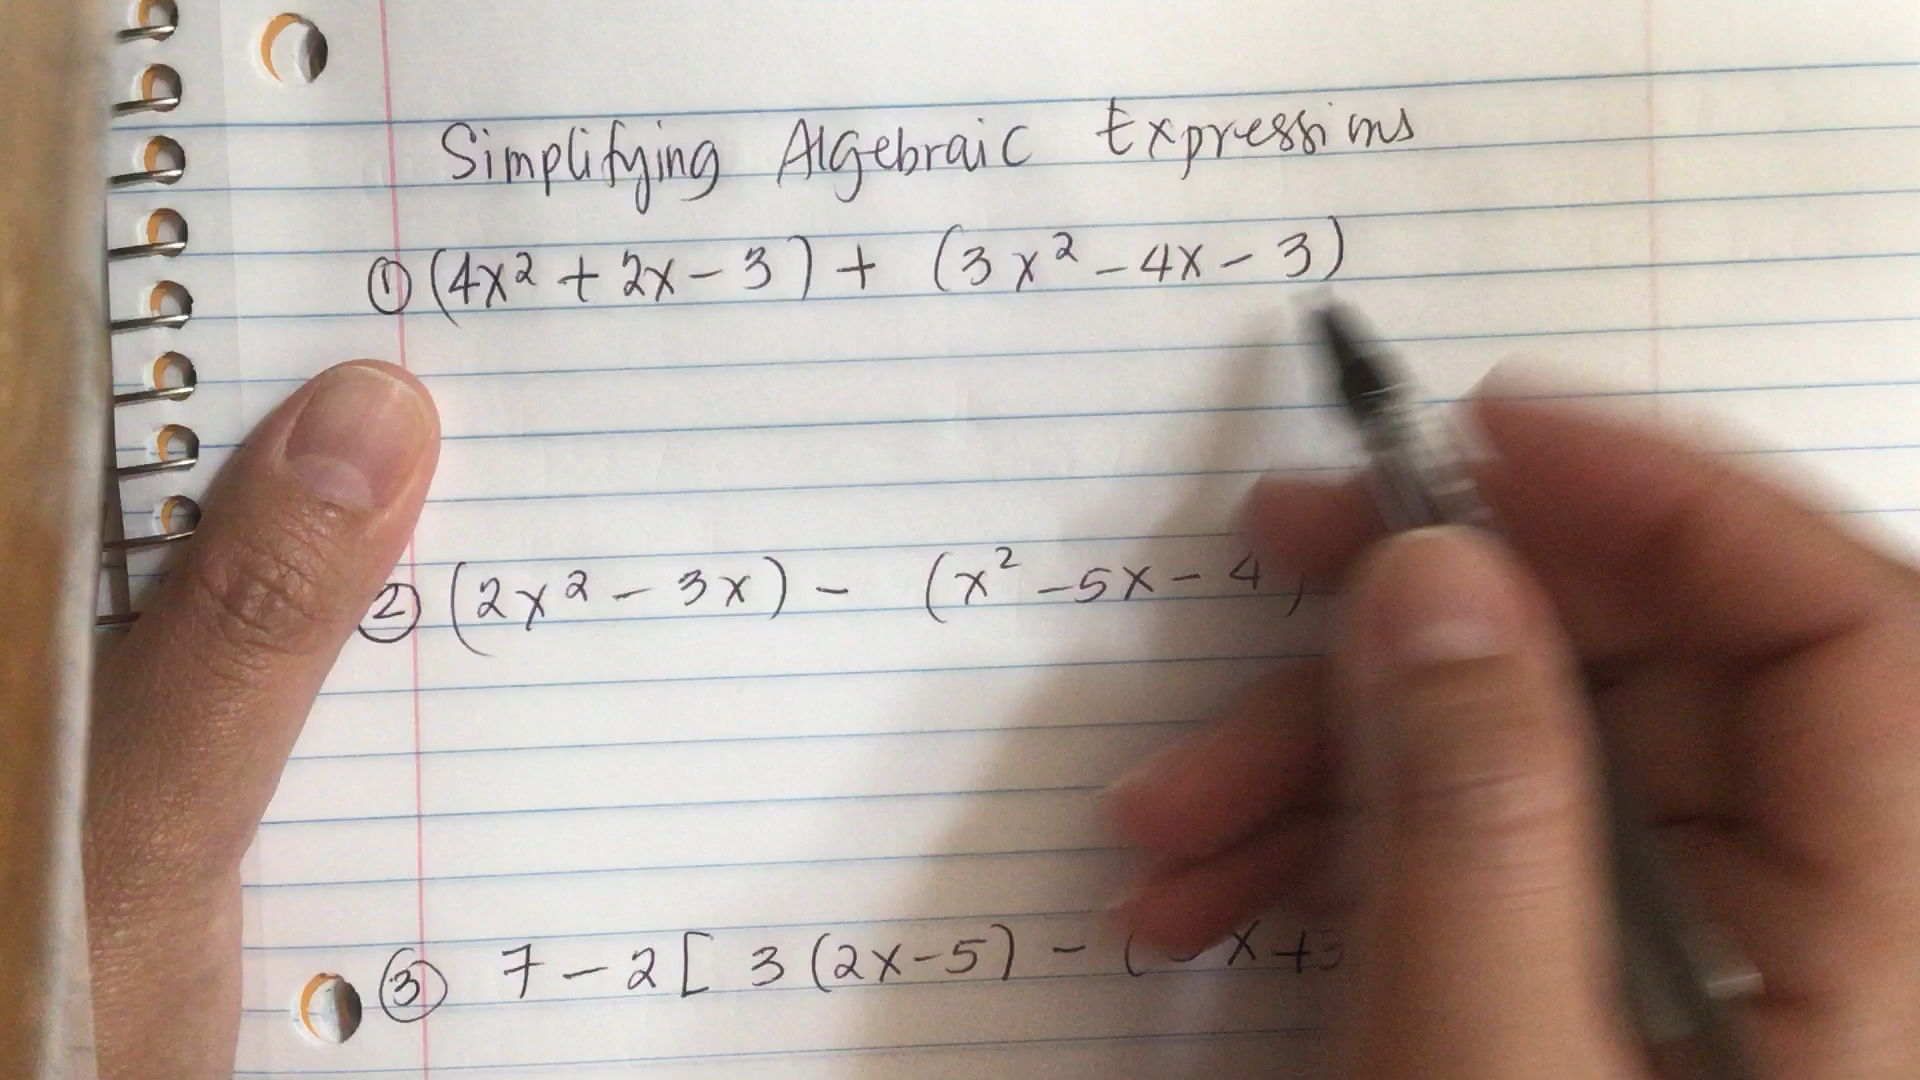 Simplifying Algebraic Expressions
① (4x² + 2x - 3) + (3x² - 4x - 3)
② (2x² - 3x) - (x² - 5x - 4)
③ 7 - 2[3(2x-5) - ( x+3